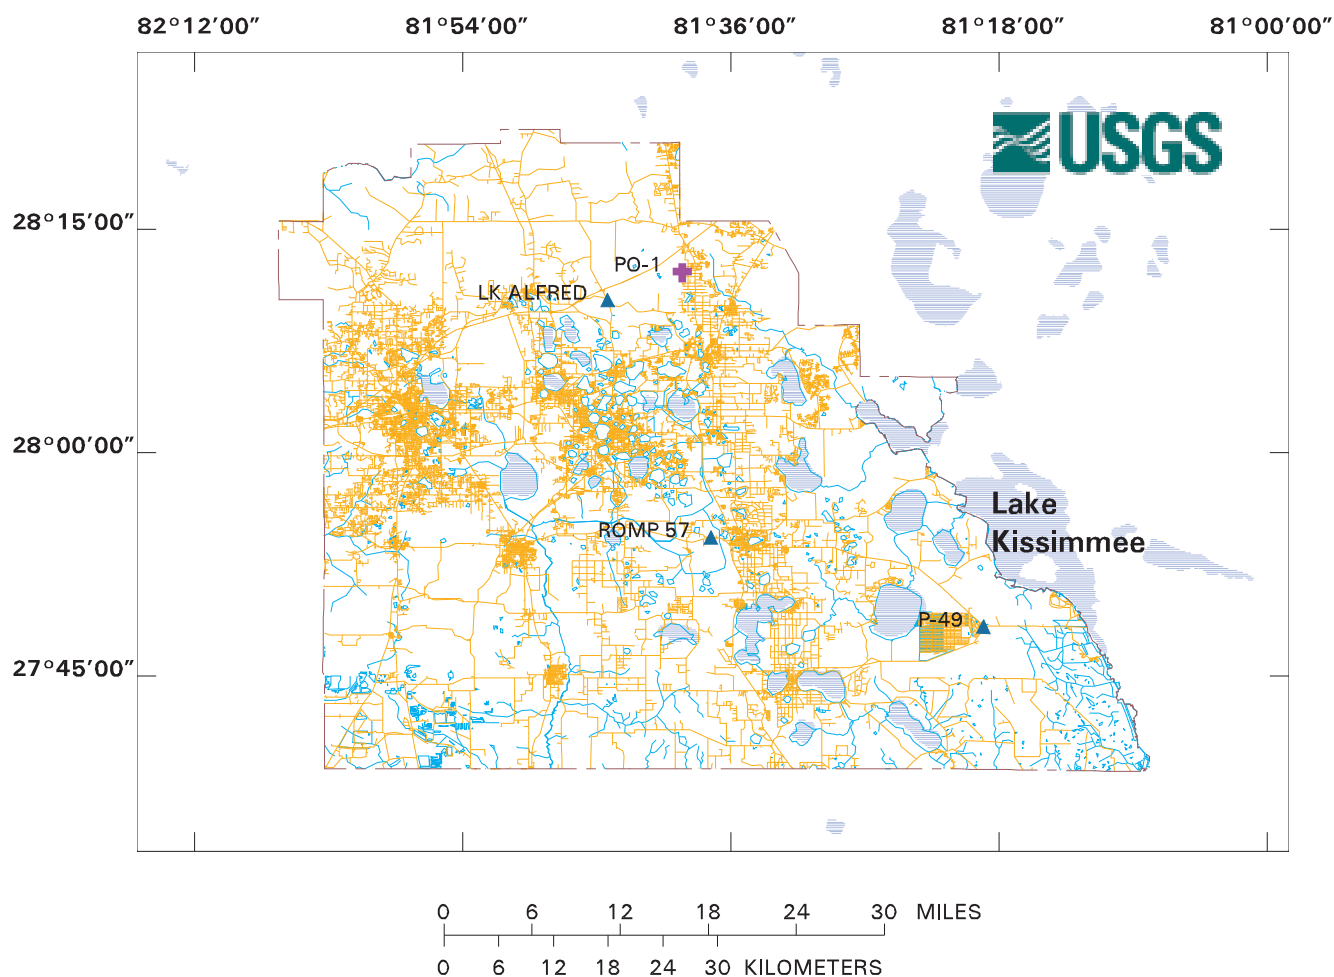 82°12′00″ 81°54′00″ 81°36′00″ 81°18′00″ 81°00′00″
USGS
28°15′00″
PO-1
LK ALFRED
28°00′00″
Lake
Kissimmee
ROMP 57
P-49
27°45′00″
0 6 12 18 24 30 MILES
0 6 12 18 24 30 KILOMETERS